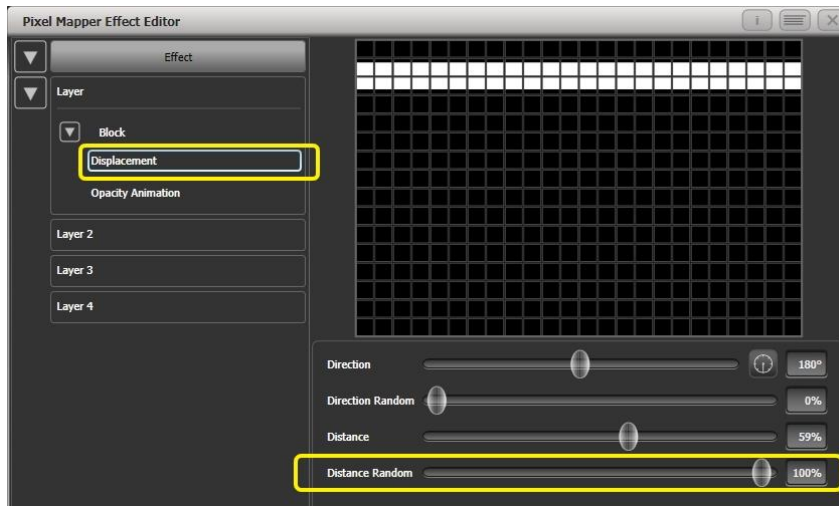 Pixel Mapper Effect Editor
Effect
Layer
Block
Displacement
Opacity Animation
Layer 2
Layer 3
Layer 4
Direction 180°
Direction Random 0%
Distance 59%
Distance Random 100%